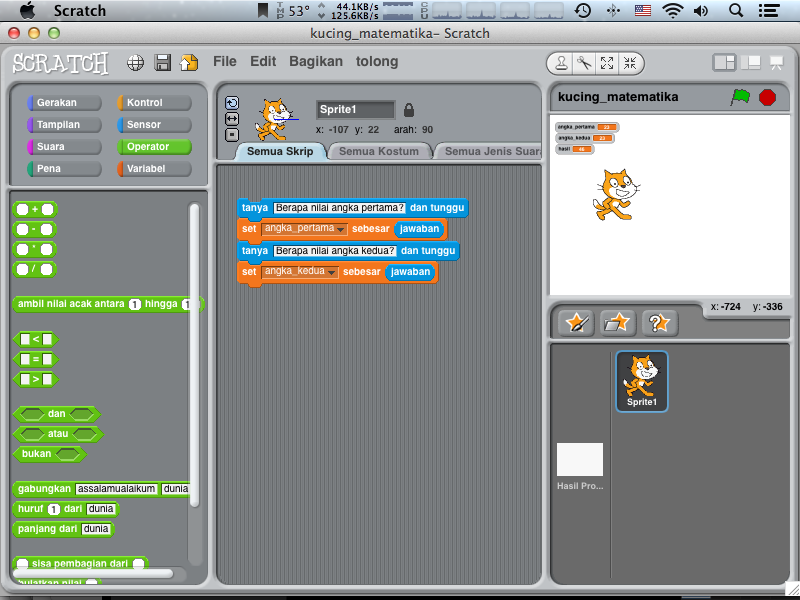 Scratch
53°
44.1KB/s
125.6KB/s
kucing_matematika– Scratch
SCRATCH
File Edit Bagikan tolong
Gerakan Kontrol
Tampilan Sensor
Suara Operator
Pena Variabel
Sprite1
x: -107 y: 22 arah: 90
Semua Skrip Semua Kostum Semua Jenis Suar
kucing_matematika
angka_pertama
angka_kedua
hasil
+
-
*
/
ambil nilai acak antara 1 hingga 1
<
=
>
dan
atau
bukan
gabungkan assalamualaikum dunia
huruf 1 dari dunia
panjang dari dunia
sisa pembagian dari
bulatkan nilai
tanya Berapa nilai angka pertama? dan tunggu
set angka_pertama sebesar jawaban
tanya Berapa nilai angka kedua? dan tunggu
set angka_kedua sebesar jawaban
x: -724 y: -336
Sprite1
Hasil Pro...